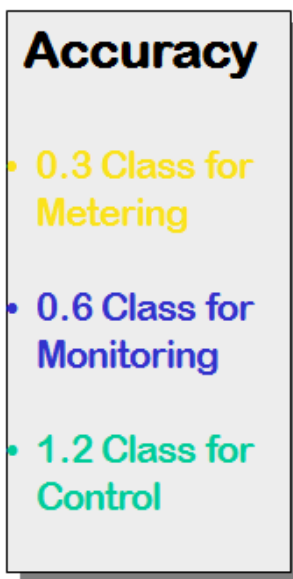 Accuracy
• 0.3 Class for
Metering
• 0.6 Class for
Monitoring
• 1.2 Class for
Control